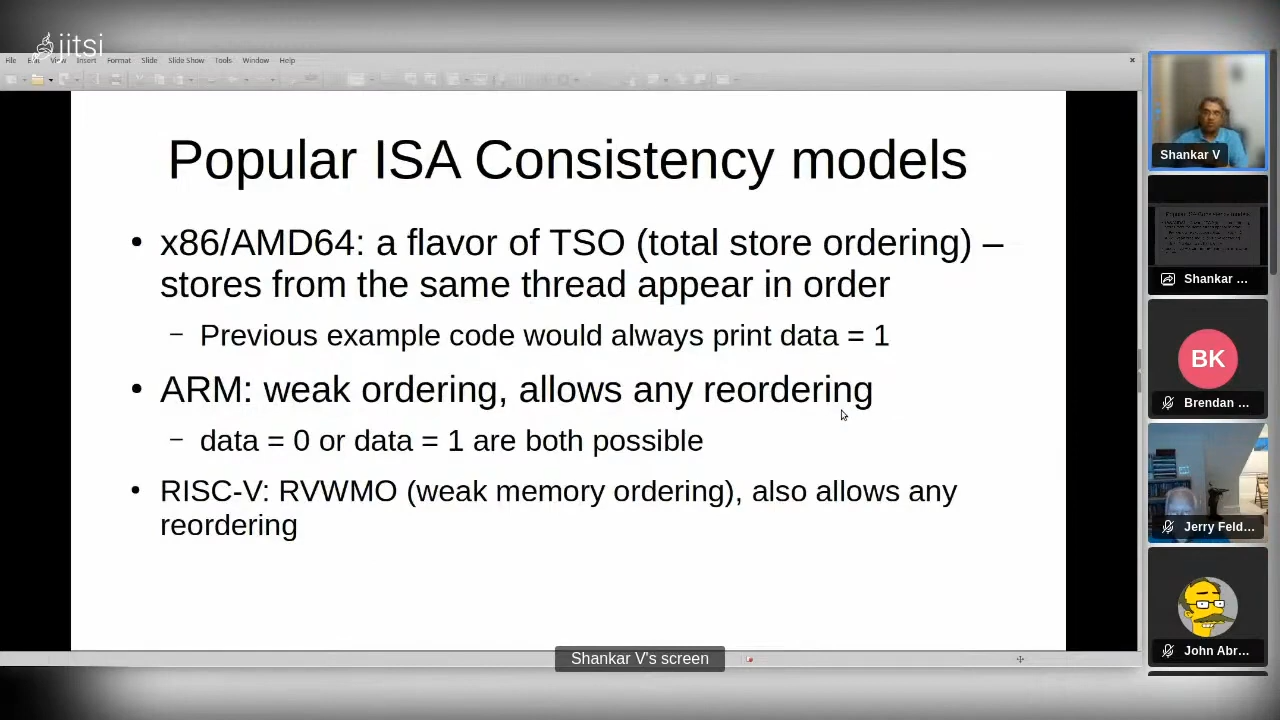 jitsi
File Edit View Insert Format Slide Slide Show Tools Window Help
Popular ISA Consistency models
• x86/AMD64: a flavor of TSO (total store ordering) –
stores from the same thread appear in order
– Previous example code would always print data = 1
• ARM: weak ordering, allows any reordering
– data = 0 or data = 1 are both possible
• RISC-V: RVWMO (weak memory ordering), also allows any
reordering
Shankar V's screen
Shankar V
Shankar ...
BK
Brendan ...
Jerry Feld...
John Abr...